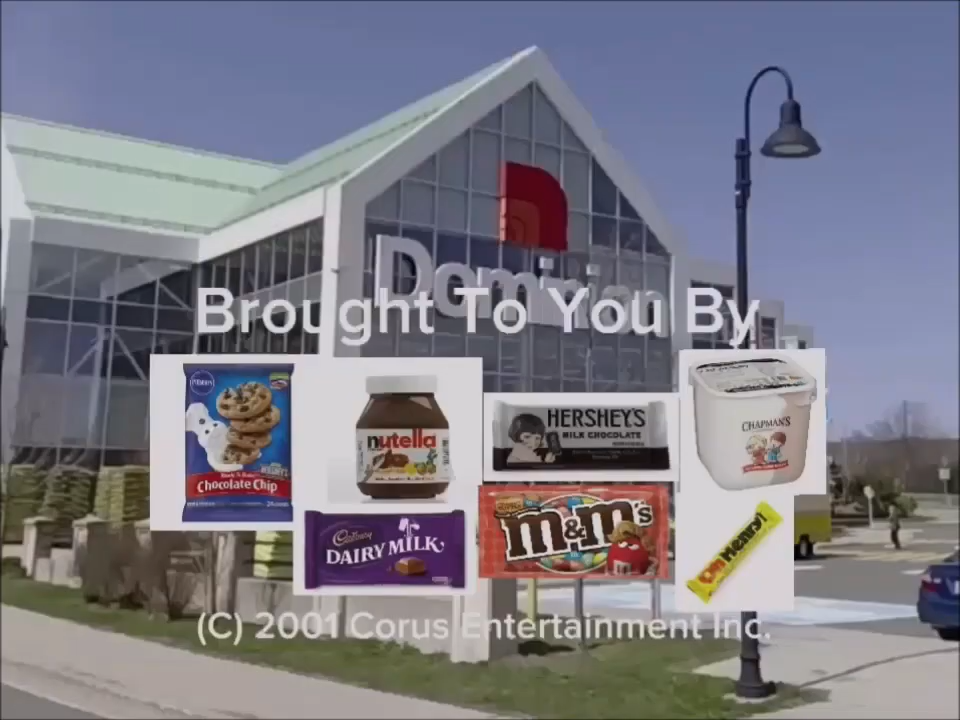 Dominion
Brought To You By
Pillsbury
Chocolate Chip
nutella
HERSHEY'S
MILK CHOCOLATE
CHAPMAN'S
Cadbury
DAIRY MILK
m&m's
Oh Henry!
(C) 2001 Corus Entertainment Inc.